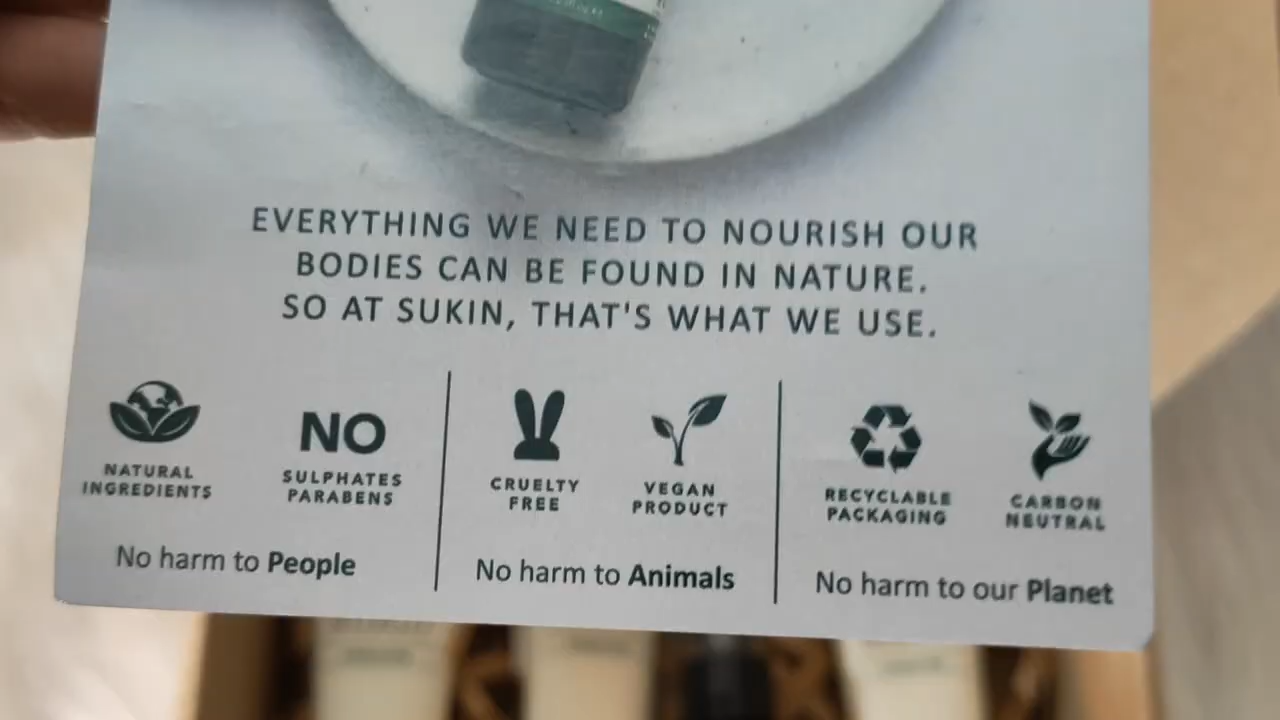 EVERYTHING WE NEED TO NOURISH OUR
BODIES CAN BE FOUND IN NATURE.
SO AT SUKIN, THAT'S WHAT WE USE.
NATURAL
INGREDIENTS
NO
SULPHATES
PARABENS
CRUELTY
FREE
VEGAN
PRODUCT
RECYCLABLE
PACKAGING
CARBON
NEUTRAL
No harm to People
No harm to Animals
No harm to our Planet